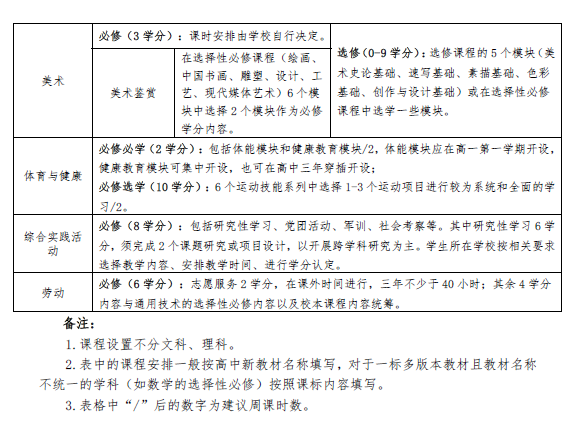 美术
必修（3 学分）：课时安排由学校自行决定。
美术鉴赏
在选择性必修课程（绘画、
中国书画、雕塑、设计、工
艺、现代媒体艺术）6 个模
块中选择 2 个模块作为必修
学分内容。
选修（0-9 学分）：选修课程的 5 个模块（美
术史论基础、速写基础、素描基础、色彩
基础、创作与设计基础）或在选择性必修
课程中选学一些模块。
体育与健康
必修必学（2 学分）：包括体能模块和健康教育模块/2，体能模块应在高一第一学期开设，
健康教育模块可集中开设，也可在高中三年穿插开设；
必修选学（10 学分）：6 个运动技能系列中选择 1-3 个运动项目进行较为系统和全面的学
习/2。
综合实践活
动
必修（8 学分）：包括研究性学习、党团活动、军训、社会考察等。其中研究性学习 6 学
分，须完成 2 个课题研究或项目设计，以开展跨学科研究为主。学生所在学校按相关要求
选择教学内容、安排教学时间、进行学分认定。
劳动
必修（6 学分）：志愿服务 2 学分，在课外时间进行，三年不少于 40 小时；其余 4 学分
内容与通用技术的选择性必修内容以及校本课程内容统筹。
备注：
1.课程设置不分文科、理科。
2.表中的课程安排一般按高中新教材名称填写，对于一标多版本教材且教材名称
不统一的学科（如数学的选择性必修）按照课标内容填写。
3.表格中“/”后的数字为建议周课时数。